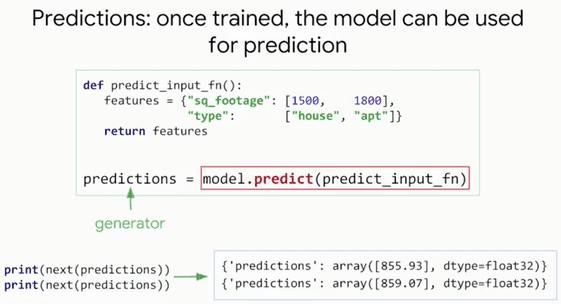 Predictions: once trained, the model can be used
for prediction
def predict_input_fn():
features = {"sq_footage": [1500, 1800],
"type": ["house", "apt"]}
return features
predictions = model.predict(predict_input_fn)
generator
print(next(predictions))
print(next(predictions))
{'predictions': array([855.93], dtype=float32)}
{'predictions': array([859.07], dtype=float32)}